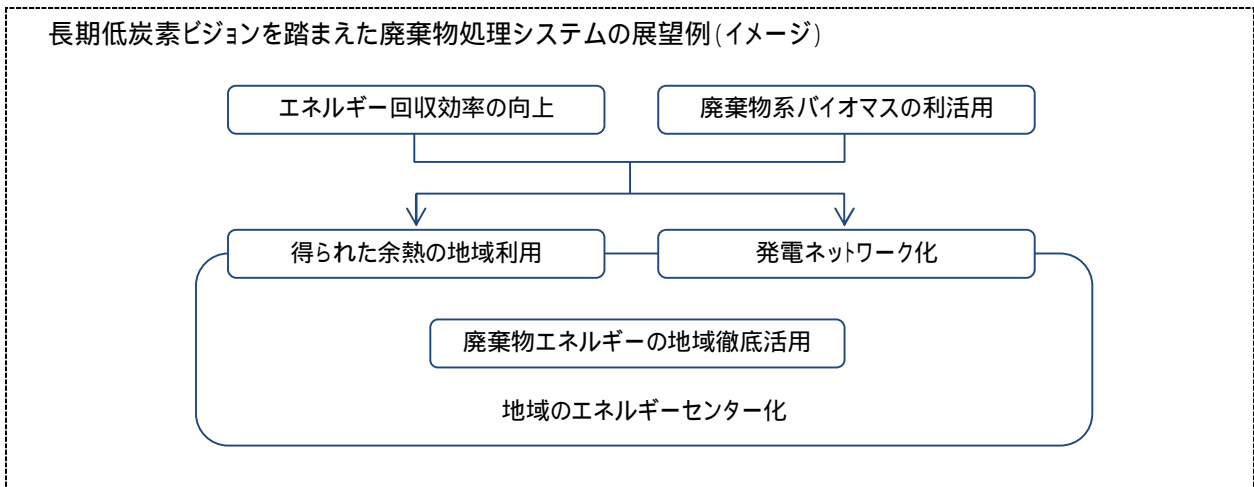 長期低炭素ビジョンを踏まえた廃棄物処理システムの展望例(イメージ)
エネルギー回収効率の向上
廃棄物系バイオマスの利活用
得られた余熱の地域利用
発電ネットワーク化
廃棄物エネルギーの地域徹底活用
地域のエネルギーセンター化